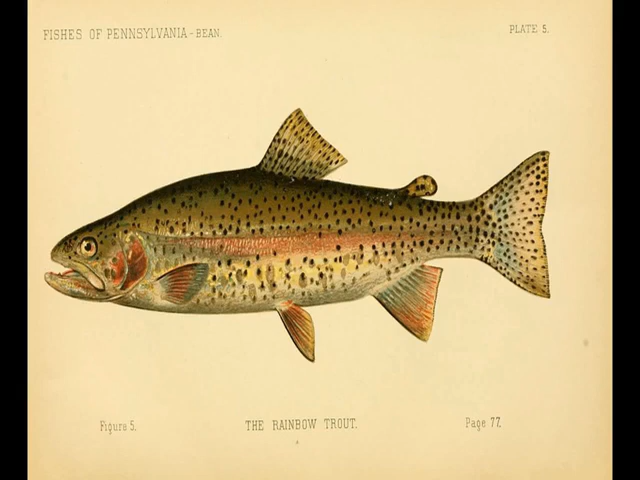 FISHES OF PENNSYLVANIA - BEAN.
PLATE 5.
Figure 5.
THE RAINBOW TROUT.
Page 77.